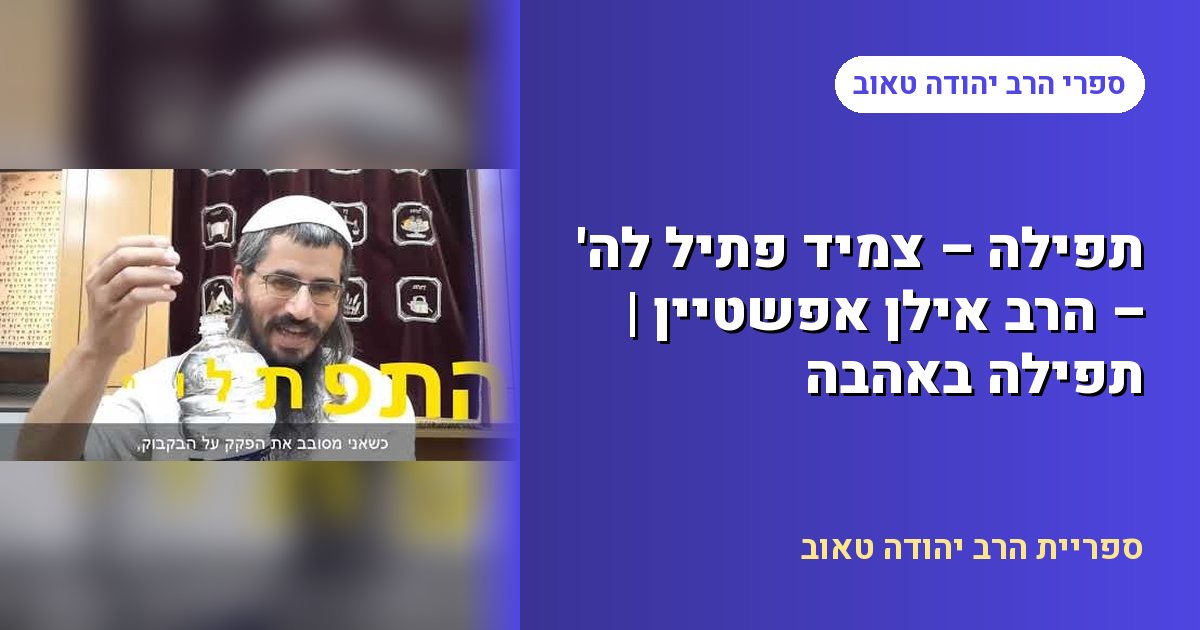 ספרי הרב יהודה טאוב
תפילה – צמיד פתיל לה'
– הרב אילן אפשטיין |
תפילה באהבה
ספריית הרב יהודה טאוב
התפתלי
כשאני מסובב את הפקק על הבקבוק,